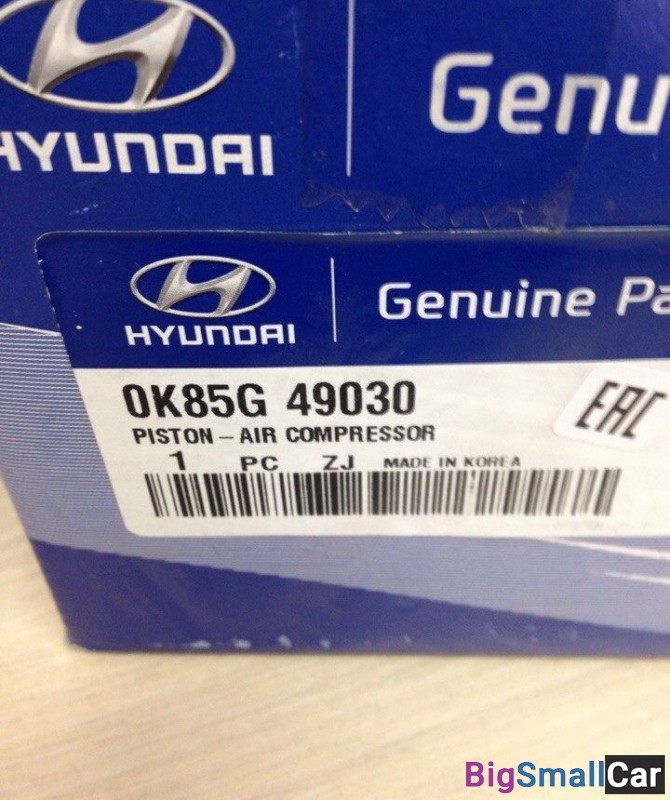 HYUNDAI
Genu
HYUNDAI
Genuine Pa
0K85G 49030
PISTON – AIR COMPRESSOR
EAC
1 PC ZJ MADE IN KOREA
BigSmallCar